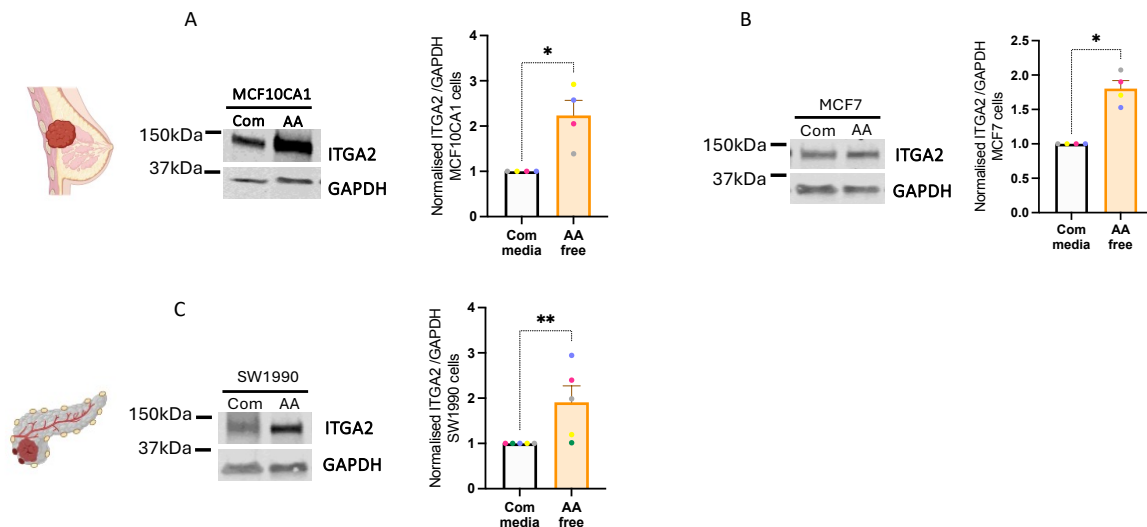 A
MCF10CA1
Com AA
150kDa
ITGA2
37kDa
GAPDH
Normalised ITGA2 /GAPDH
MCF10CA1 cells
4
3
2
1
0
*
Com
media
AA
free
B
MCF7
Com AA
150kDa
ITGA2
37kDa
GAPDH
Normalised ITGA2 /GAPDH
MCF7 cells
2.5
2.0
1.5
1.0
0.5
0.0
*
Com
media
AA
free
C
SW1990
Com AA
150kDa
ITGA2
37kDa
GAPDH
Normalised ITGA2 /GAPDH
SW1990 cells
4
3
2
1
0
**
Com
media
AA
free